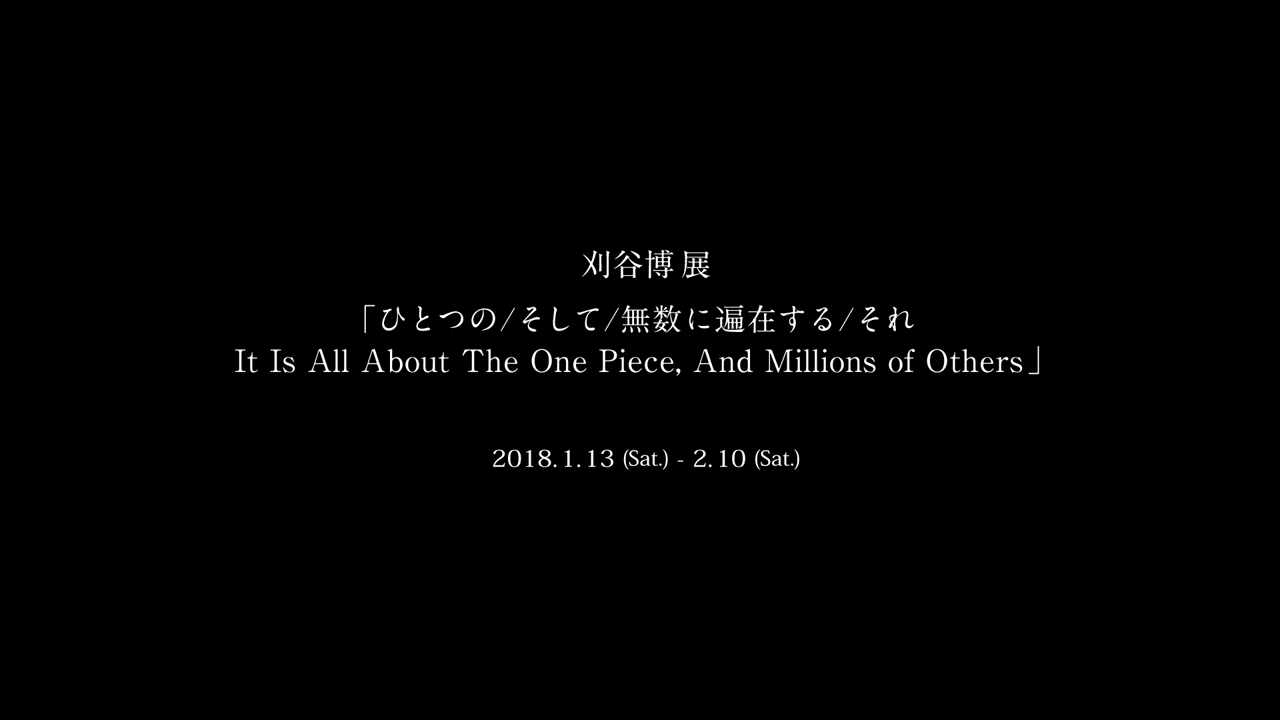 刈谷博 展
「ひとつの/そして/無数に遍在する/それ
It Is All About The One Piece, And Millions of Others」
2018.1.13 (Sat.) - 2.10 (Sat.)